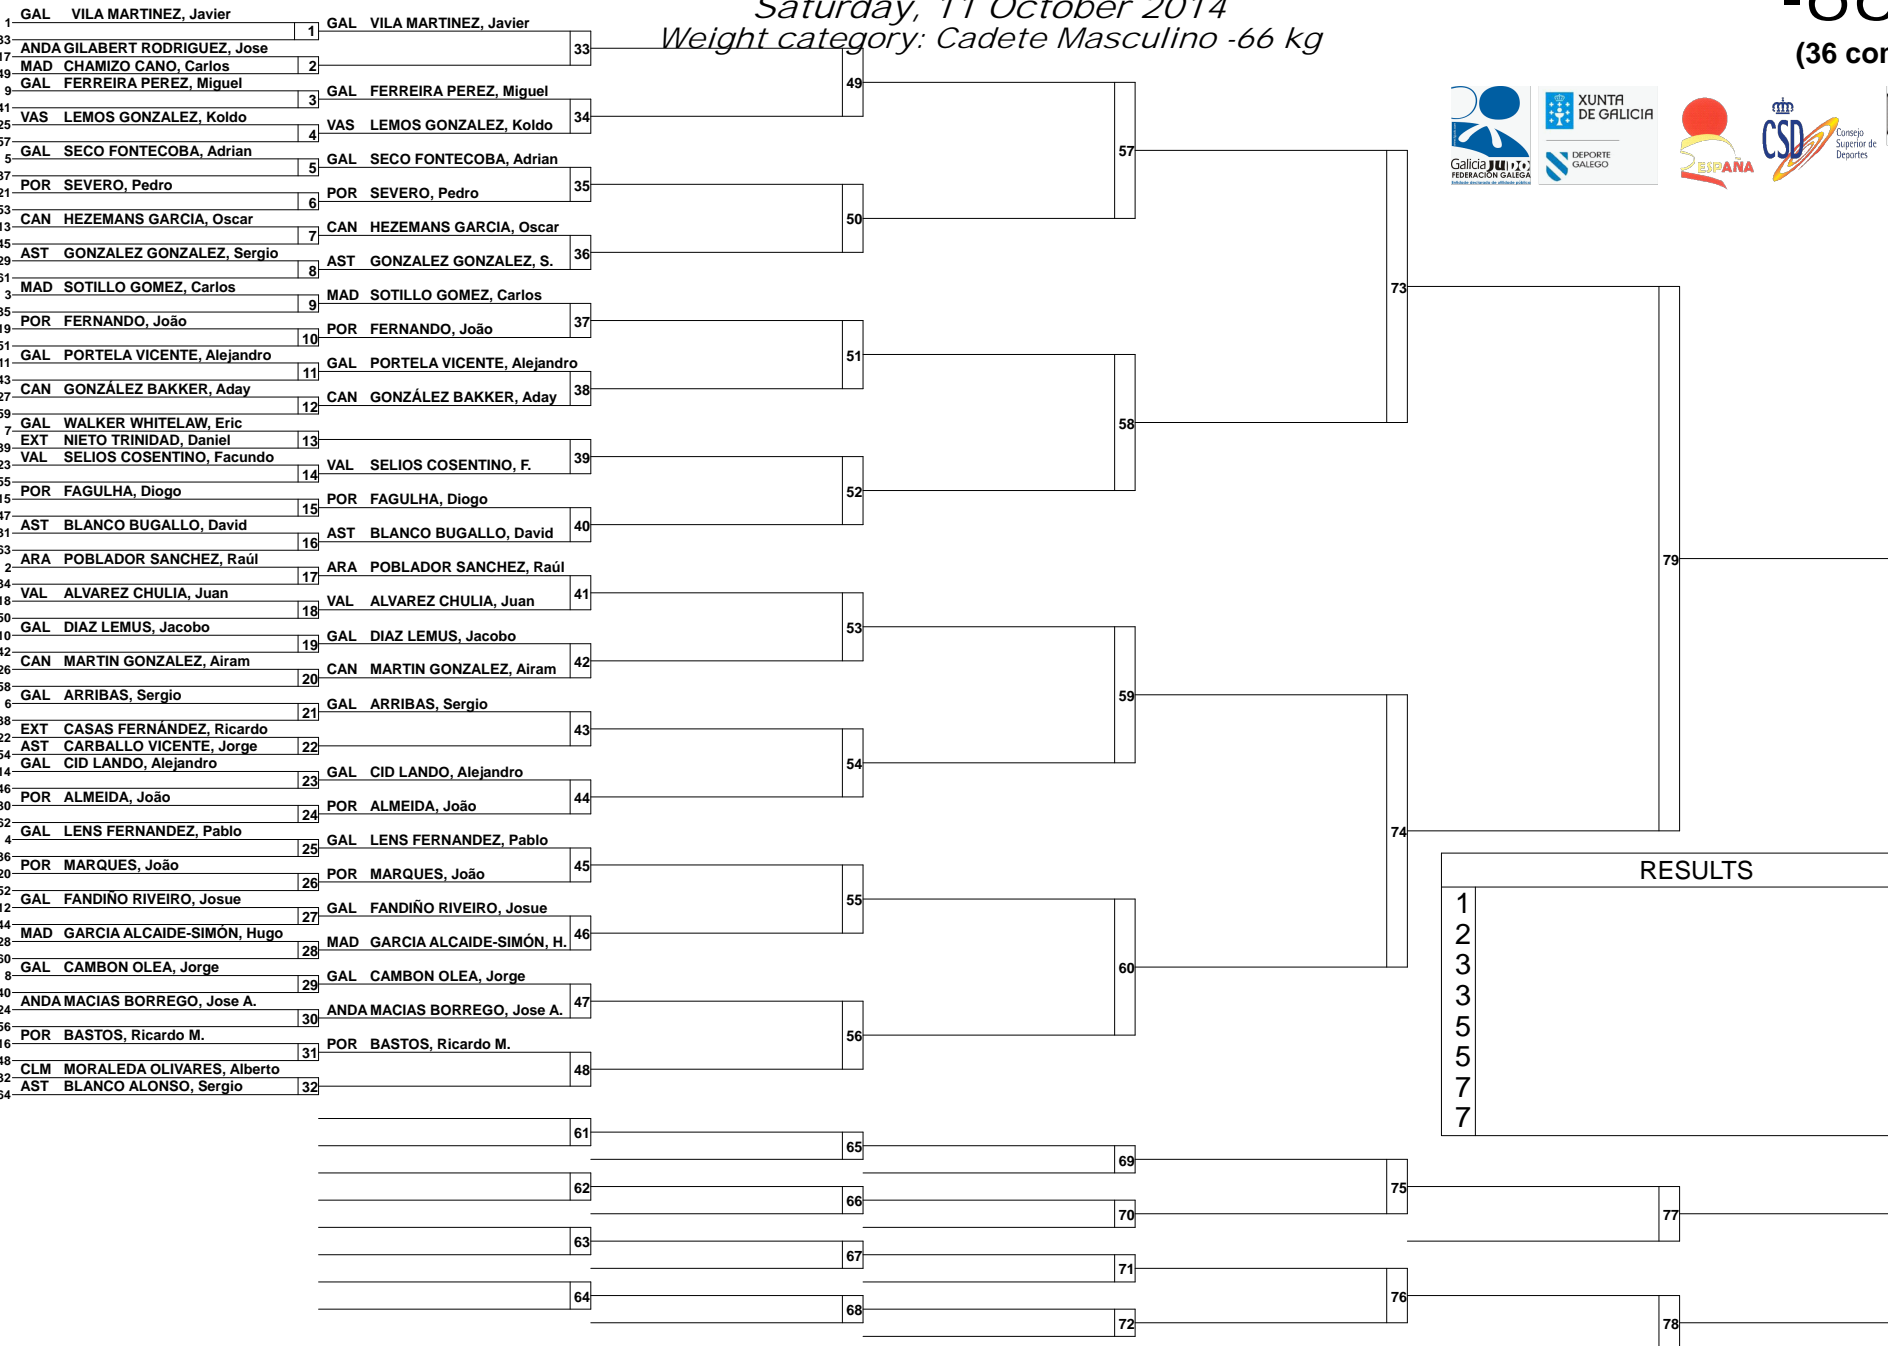 Saturday, 11 October 2014
Weight category: Cadete Masculino -66 kg
(36
XUNTA
DE GALICIA
DEPORTE
GALEGO
Galicia JUDO
FEDERACIÓN GALEGA
ESPAÑA
CSD
Consejo
Superior de
Deportes
GAL VILA MARTINEZ, Javier
ANDA GILABERT RODRIGUEZ, Jose
MAD CHAMIZO CANO, Carlos
GAL FERREIRA PEREZ, Miguel
VAS LEMOS GONZALEZ, Koldo
GAL SECO FONTECOBA, Adrian
POR SEVERO, Pedro
CAN HEZEMANS GARCIA, Oscar
AST GONZALEZ GONZALEZ, Sergio
MAD SOTILLO GOMEZ, Carlos
POR FERNANDO, João
GAL PORTELA VICENTE, Alejandro
CAN GONZÁLEZ BAKKER, Aday
GAL WALKER WHITELAW, Eric
EXT NIETO TRINIDAD, Daniel
VAL SELIOS COSENTINO, Facundo
POR FAGULHA, Diogo
AST BLANCO BUGALLO, David
ARA POBLADOR SANCHEZ, Raúl
VAL ALVAREZ CHULIA, Juan
GAL DIAZ LEMUS, Jacobo
CAN MARTIN GONZALEZ, Airam
GAL ARRIBAS, Sergio
EXT CASAS FERNÁNDEZ, Ricardo
AST CARBALLO VICENTE, Jorge
GAL CID LANDO, Alejandro
POR ALMEIDA, João
GAL LENS FERNANDEZ, Pablo
POR MARQUES, João
GAL FANDIÑO RIVEIRO, Josue
MAD GARCIA ALCAIDE-SIMÓN, Hugo
GAL CAMBON OLEA, Jorge
ANDA MACIAS BORREGO, Jose A.
POR BASTOS, Ricardo M.
CLM MORALEDA OLIVARES, Alberto
AST BLANCO ALONSO, Sergio
1
2
3
4
5
6
7
8
9
10
11
12
13
14
15
16
17
18
19
20
21
22
23
24
25
26
27
28
29
30
31
32
GAL VILA MARTINEZ, Javier
GAL FERREIRA PEREZ, Miguel
VAS LEMOS GONZALEZ, Koldo
GAL SECO FONTECOBA, Adrian
POR SEVERO, Pedro
CAN HEZEMANS GARCIA, Oscar
AST GONZALEZ GONZALEZ, S.
MAD SOTILLO GOMEZ, Carlos
POR FERNANDO, João
GAL PORTELA VICENTE, Alejandro
CAN GONZÁLEZ BAKKER, Aday
VAL SELIOS COSENTINO, F.
POR FAGULHA, Diogo
AST BLANCO BUGALLO, David
ARA POBLADOR SANCHEZ, Raúl
VAL ALVAREZ CHULIA, Juan
GAL DIAZ LEMUS, Jacobo
CAN MARTIN GONZALEZ, Airam
GAL ARRIBAS, Sergio
GAL CID LANDO, Alejandro
POR ALMEIDA, João
GAL LENS FERNANDEZ, Pablo
POR MARQUES, João
GAL FANDIÑO RIVEIRO, Josue
MAD GARCIA ALCAIDE-SIMÓN, H.
GAL CAMBON OLEA, Jorge
ANDA MACIAS BORREGO, Jose A.
POR BASTOS, Ricardo M.
33
34
35
36
37
38
39
40
41
42
43
44
45
46
47
48
61
62
63
64
49
50
51
52
53
54
55
56
65
66
67
68
57
58
59
60
69
70
71
72
73
74
75
76
79
77
78
RESULTS
1
2
3
3
5
5
7
7